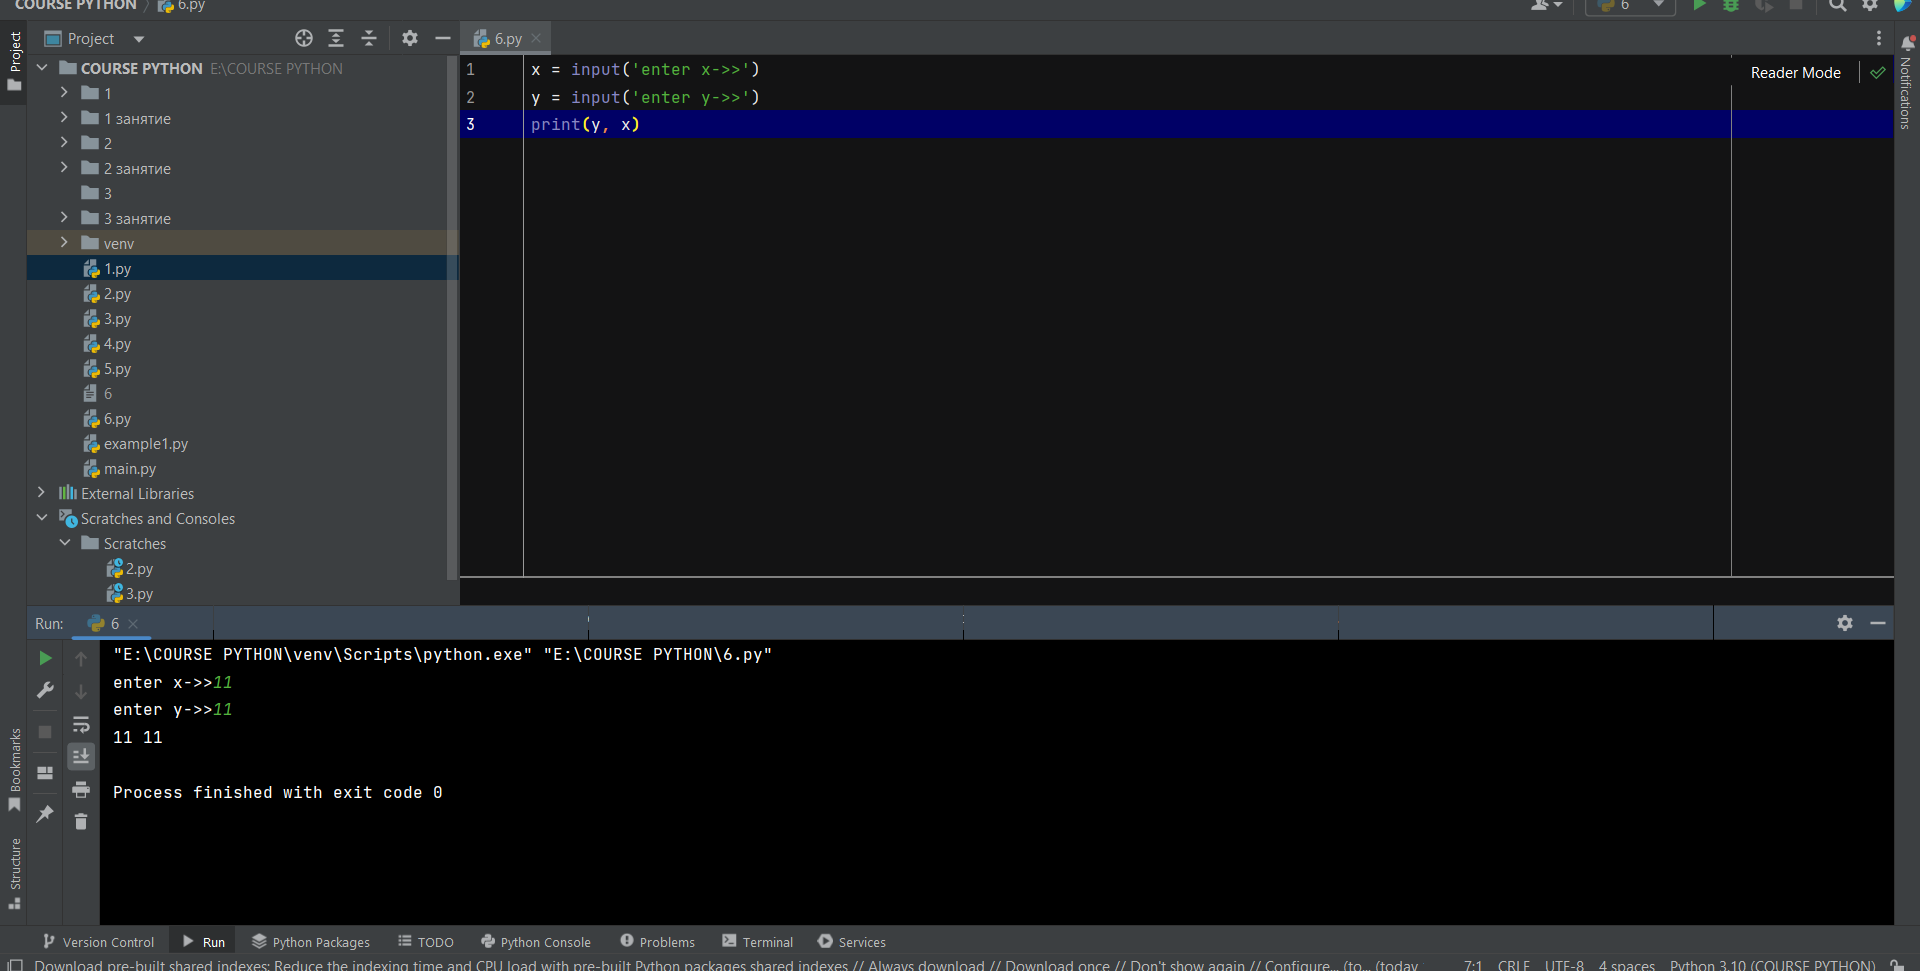 COURSE PYTHON 6.py
6
Project
Project
6.py
COURSE PYTHON E:\COURSE PYTHON
1
1 занятие
2
2 занятие
3
3 занятие
venv
1.py
2.py
3.py
4.py
5.py
6
6.py
example1.py
main.py
External Libraries
Scratches and Consoles
Scratches
2.py
3.py
1 x = input('enter x->>')
2 y = input('enter y->>')
3 print(y, x)
Reader Mode
Notifications
Run: 6
"E:\COURSE PYTHON\venv\Scripts\python.exe" "E:\COURSE PYTHON\6.py"
enter x->>11
enter y->>11
11 11
Process finished with exit code 0
Bookmarks
Structure
Version Control Run Python Packages TODO Python Console Problems Terminal Services
Download pre-built shared indexes: Reduce the indexing time and CPU load with pre-built Python packages shared indexes // Always download // Download once // Don't show again // Configure... (to... (today 7:1 CRLF UTF-8 4 spaces Python 3.10 (COURSE PYTHON)